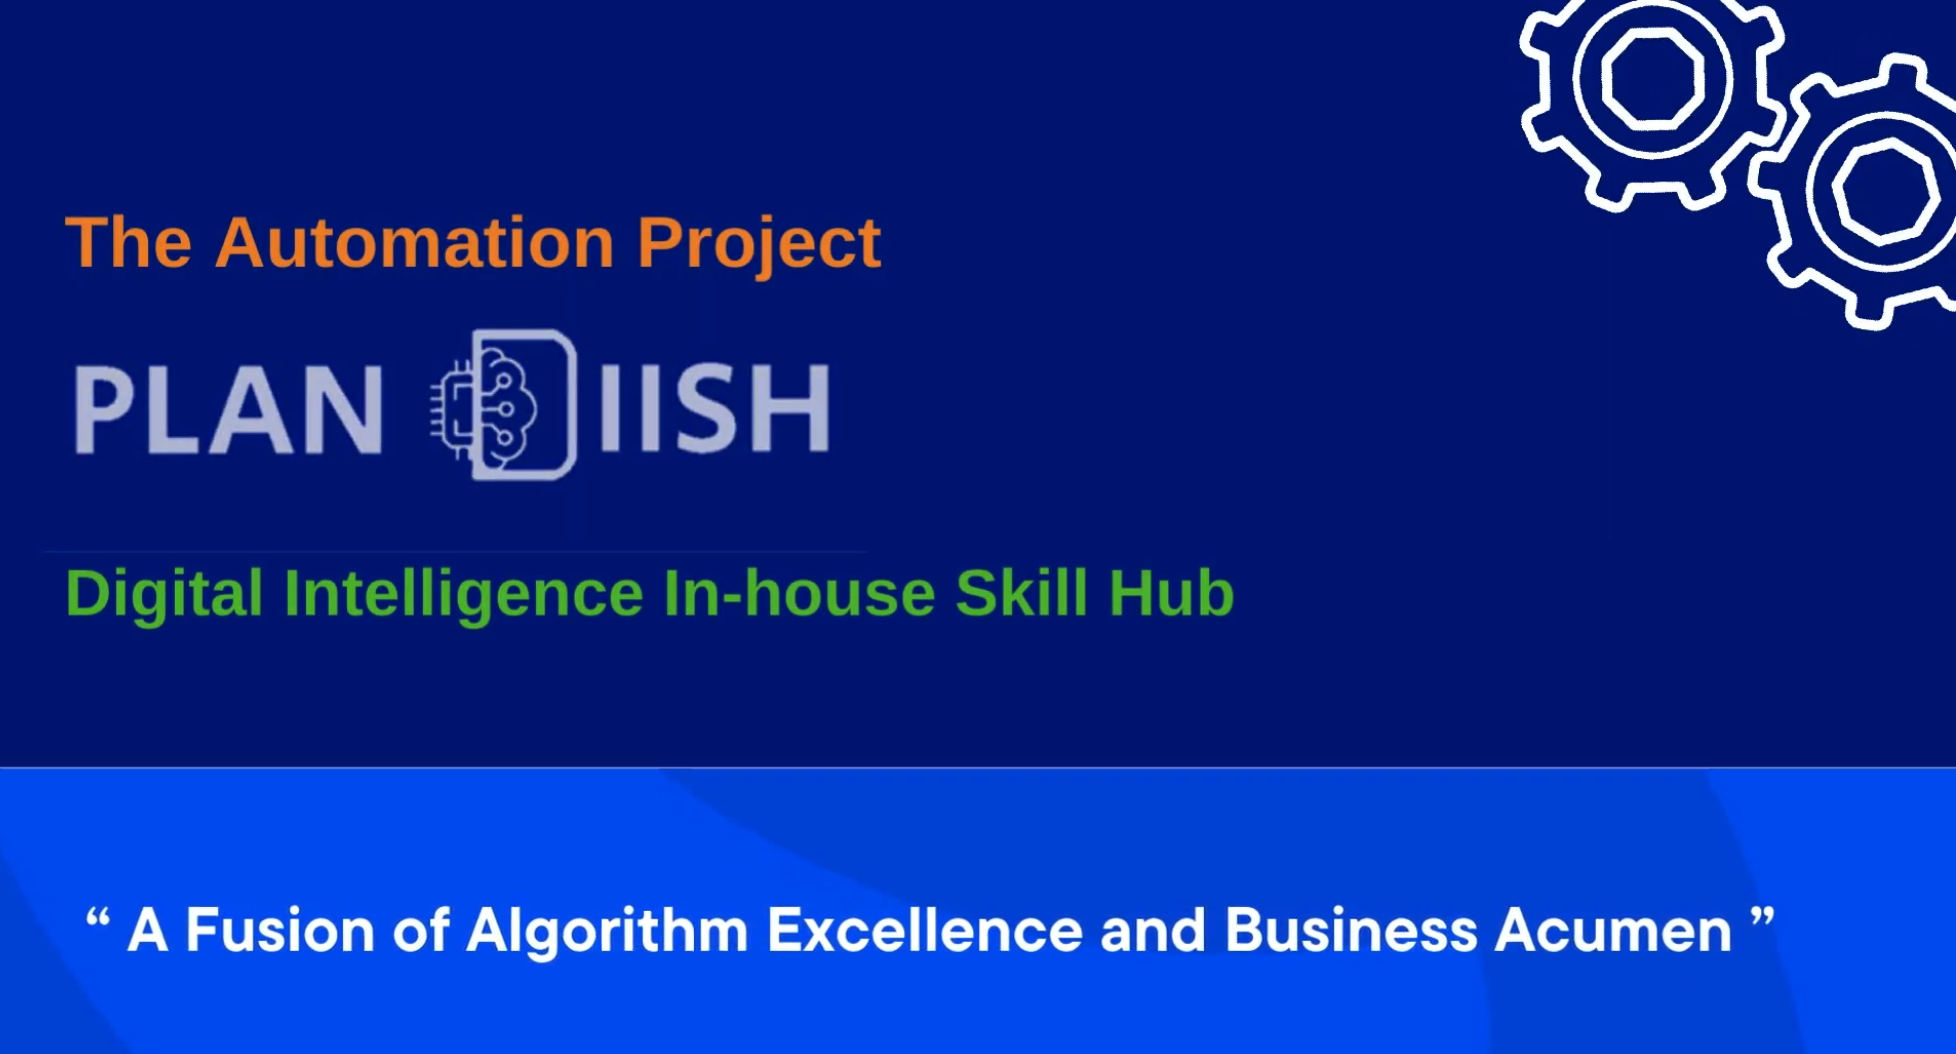 The Automation Project
PLAN DIISH
Digital Intelligence In-house Skill Hub
“ A Fusion of Algorithm Excellence and Business Acumen ”